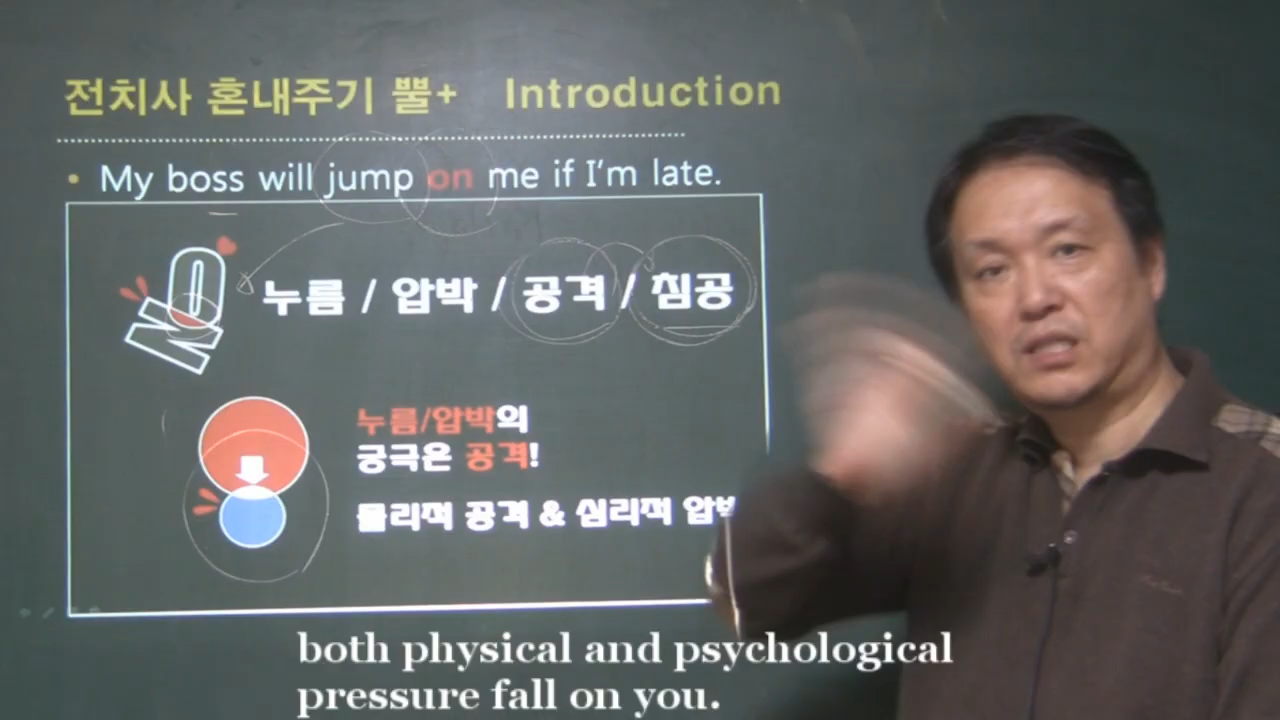 전치사 혼내주기 뿔+ Introduction
• My boss will jump on me if I'm late.
NO
누름 / 압박 / 공격 / 침공
누름/압박의
궁극은 공격!
물리적 공격 & 심리적 압박
both physical and psychological
pressure fall on you.